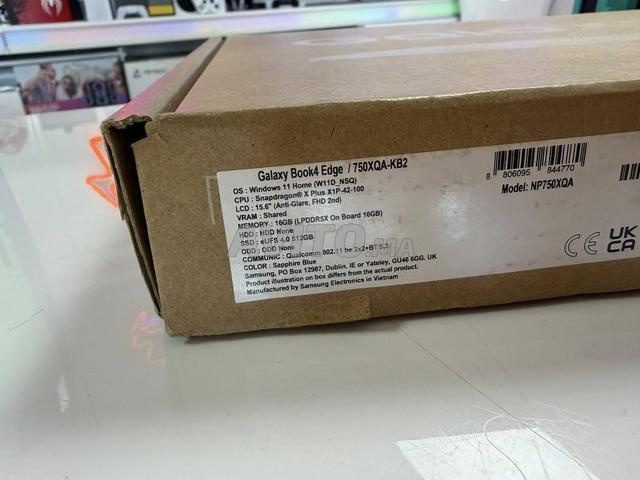 Galaxy Book4 Edge / 750XQA-KB2
OS : Windows 11 Home (W11D_NSQ)
CPU : Snapdragon® X Plus X1P-42-100
LCD : 15.6" (Anti-Glare, FHD 2nd)
VRAM : Shared
MEMORY : 16GB (LPDDR5X On Board 16GB)
HDD : HDD None
SSD : eUFS 4.0 512GB
ODD : ODD None
COMMUNIC : Qualcomm 802.11 be 2x2+BT 5.3
COLOR : Sapphire Blue
Samsung, PO Box 12987, Dublin. IE or Yateley, GU46 6GG. UK
Product illustration on box differs from the actual product.
Manufactured by Samsung Electronics in Vietnam
8 806095 844770
Model: NP750XQA
CE UK
CA